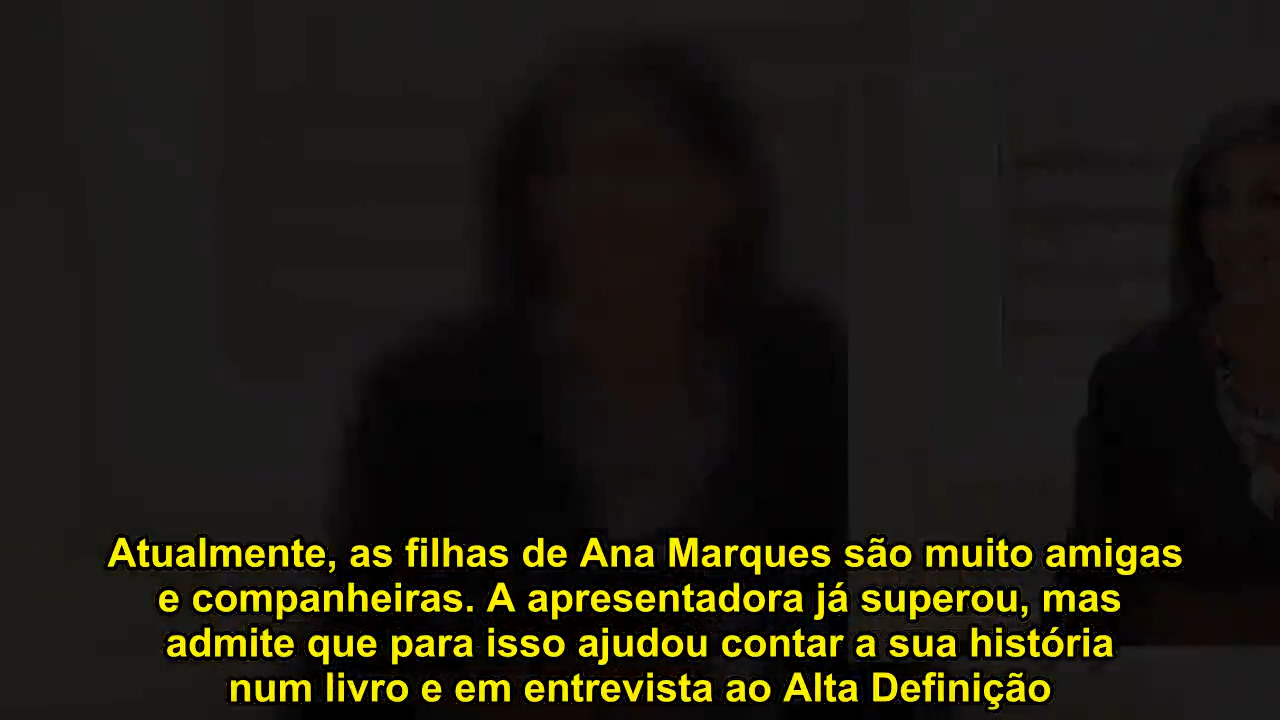 Atualmente, as filhas de Ana Marques são muito amigas
e companheiras. A apresentadora já superou, mas
admite que para isso ajudou contar a sua história
num livro e em entrevista ao Alta Definição